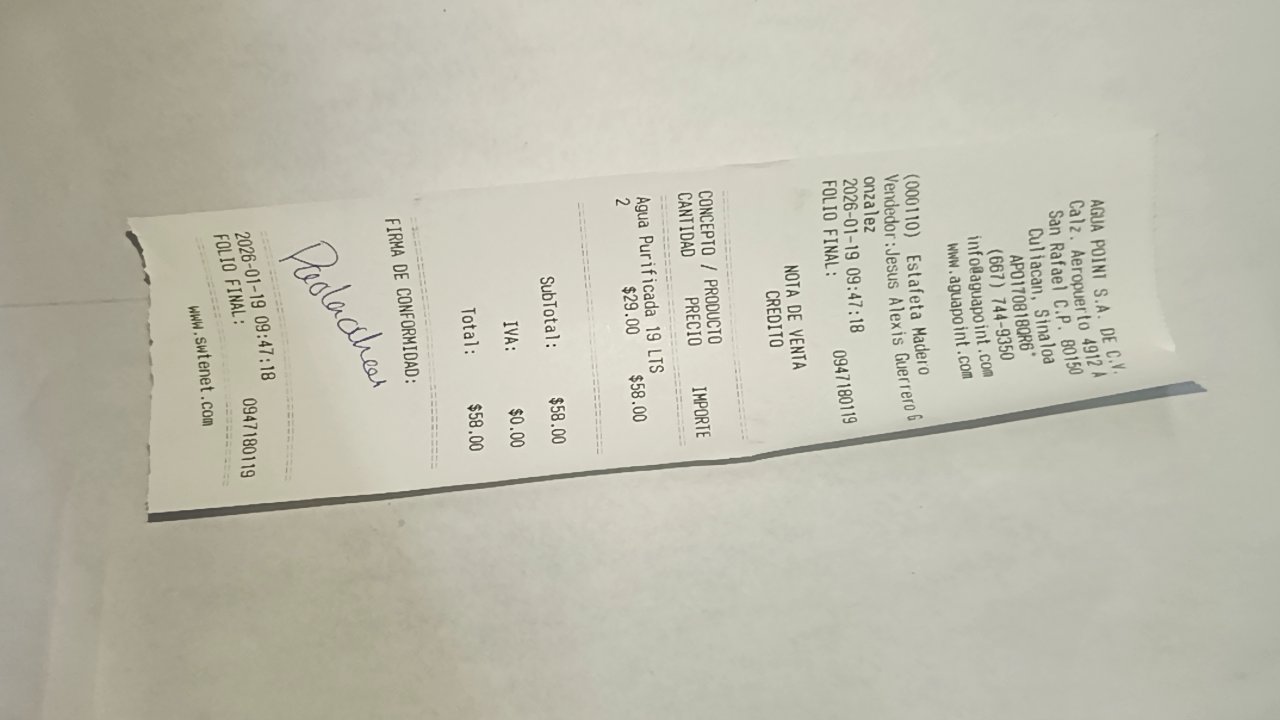 AGUA POINT S.A. DE C.V.
Calz. Aeropuerto 4912 A
San Rafael C.P. 80150
Culiacan, Sinaloa
APO170818QR6*
(667) 744-9350
info@aguapoint.com
www.aguapoint.com
(000110) Estafeta Madero
Vendedor:Jesus Alexis Guerrero G
onzalez
2026-01-19 09:47:18 0947180119
FOLIO FINAL:
NOTA DE VENTA
CREDITO
CONCEPTO / PRODUCTO
CANTIDAD PRECIO IMPORTE
Agua Purificada 19 LTS
2 $29.00 $58.00
SubTotal: $58.00
IVA: $0.00
Total: $58.00
FIRMA DE CONFORMIDAD:
2026-01-19 09:47:18 0947180119
FOLIO FINAL:
www.swtenet.com